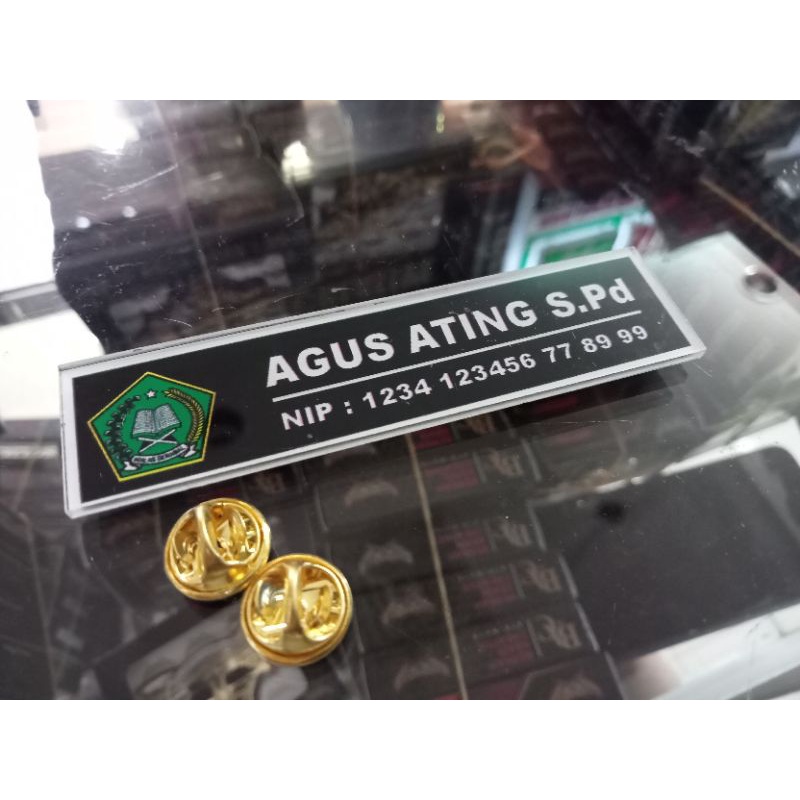 AGUS ATING S.Pd
NIP : 1234 123456 77 89 99